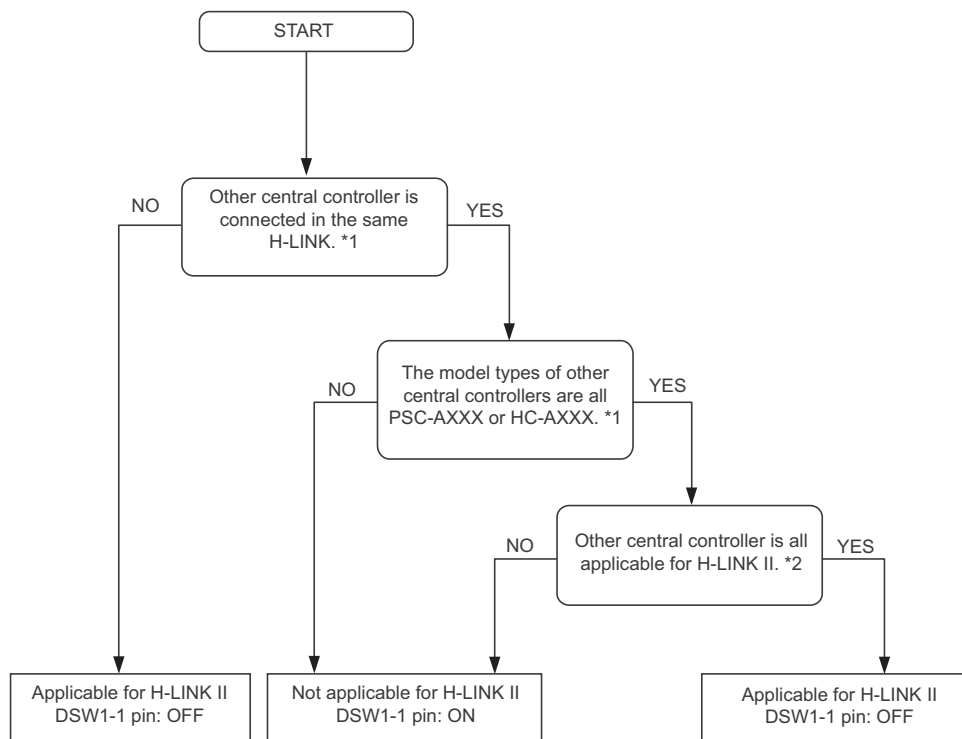 START
Other central controller is
connected in the same
H-LINK. *1
NO
YES
The model types of other
central controllers are all
PSC-AXXX or HC-AXXX. *1
NO
YES
Other central controller is all
applicable for H-LINK II. *2
NO
YES
Applicable for H-LINK II
DSW1-1 pin: OFF
Not applicable for H-LINK II
DSW1-1 pin: ON
Applicable for H-LINK II
DSW1-1 pin: OFF